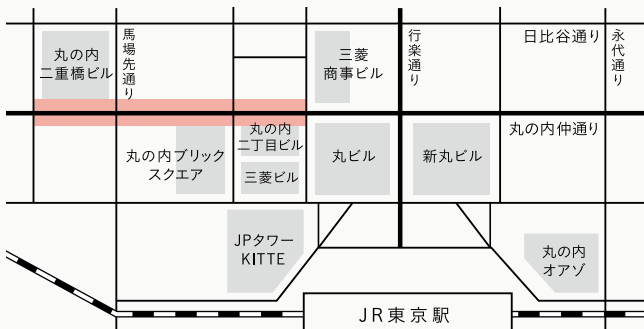 丸の内
二重橋ビル
馬場先通り
三菱
商事ビル
行楽通り
日比谷通り
永代通り
丸の内仲通り
丸の内ブリック
スクエア
丸の内
二丁目ビル
三菱ビル
丸ビル
新丸ビル
JPタワー
KITTE
丸の内
オアゾ
JR東京駅